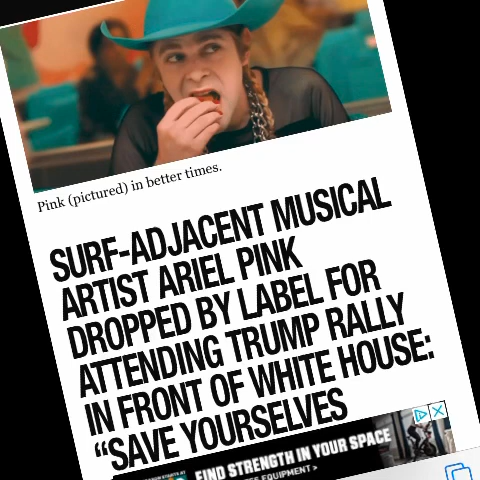 Pink (pictured) in better times.
SURF-ADJACENT MUSICAL
ARTIST ARIEL PINK
DROPPED BY LABEL FOR
ATTENDING TRUMP RALLY
IN FRONT OF WHITE HOUSE:
“SAVE YOURSELVES
FIND STRENGTH IN YOUR SPACE
EQUIPMENT >